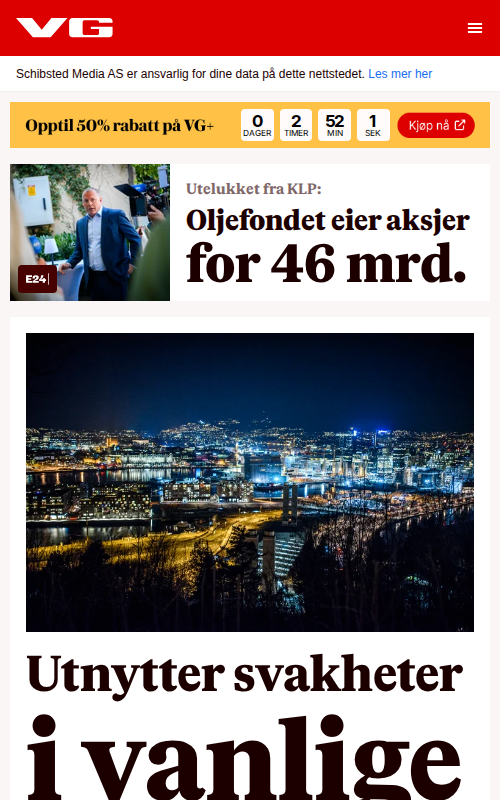 VG
Schibsted Media AS er ansvarlig for dine data på dette nettstedet. Les mer her
Opptil 50% rabatt på VG+
0 2 52 1
DAGER TIMER MIN SEK
Kjøp nå
Utelukket fra KLP:
Oljefondet eier aksjer
for 46 mrd.
E24
Utnytter svakheter
i vanlige